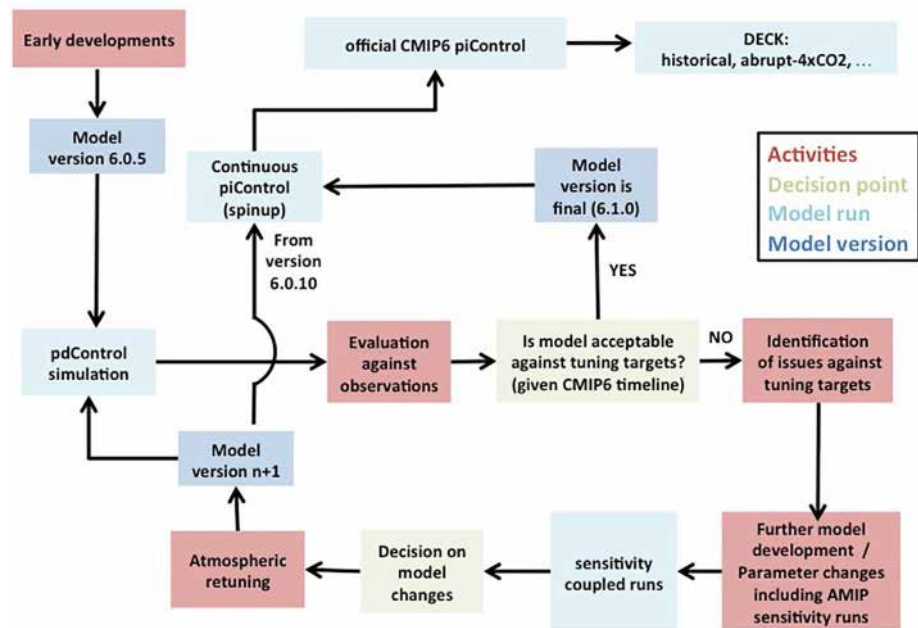 Early developments
official CMIP6 piControl
DECK:
historical, abrupt-4xCO2, ...
Model
version 6.0.5
Continuous
piControl
(spinup)
Model
version is
final (6.1.0)
Activities
Decision point
Model run
Model version
From
version
6.0.10
YES
pdControl
simulation
Evaluation
against
observations
Is model acceptable
against tuning targets?
(given CMIP6 timeline)
NO
Identification
of issues against
tuning targets
Model
version n+1
Atmospheric
retuning
Decision on
model
changes
sensitivity
coupled runs
Further model
development /
Parameter changes
including AMIP
sensitivity runs